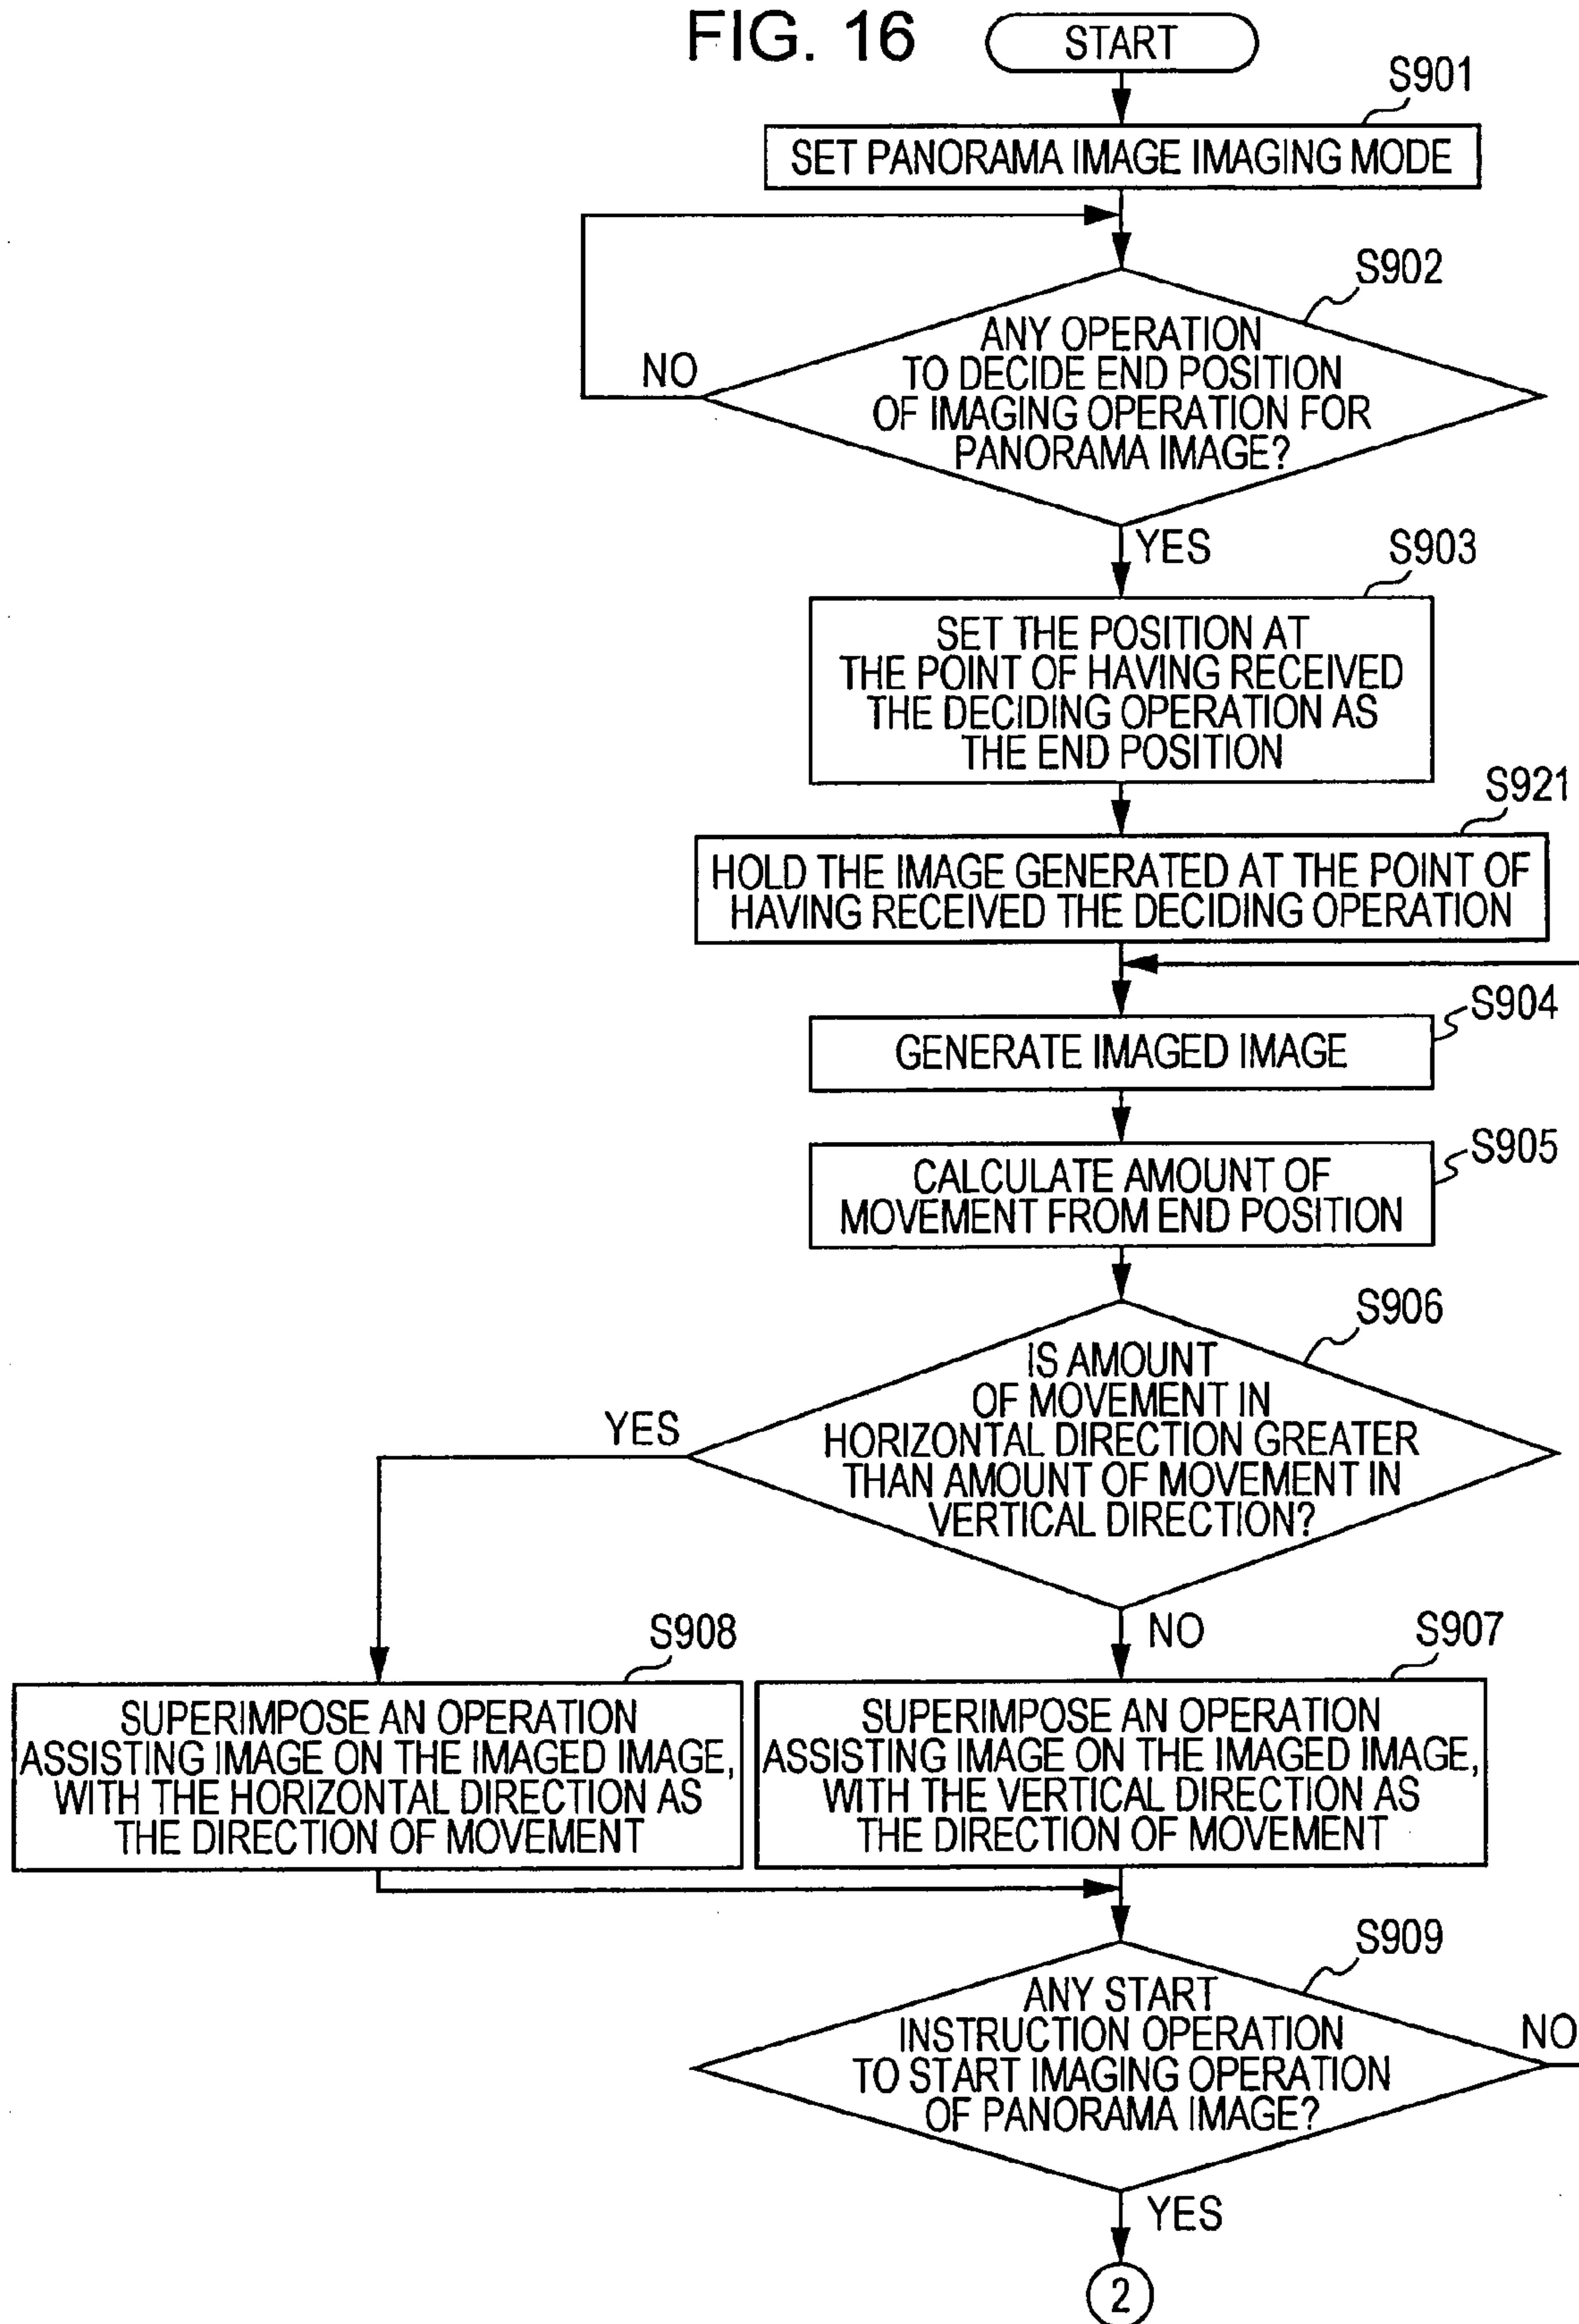 FIG. 16
START
S901
SET PANORAMA IMAGE IMAGING MODE
S902
ANY OPERATION
TO DECIDE END POSITION
OF IMAGING OPERATION FOR
PANORAMA IMAGE?
NO
YES
S903
SET THE POSITION AT
THE POINT OF HAVING RECEIVED
THE DECIDING OPERATION AS
THE END POSITION
S921
HOLD THE IMAGE GENERATED AT THE POINT OF
HAVING RECEIVED THE DECIDING OPERATION
S904
GENERATE IMAGED IMAGE
S905
CALCULATE AMOUNT OF
MOVEMENT FROM END POSITION
S906
IS AMOUNT
OF MOVEMENT IN
HORIZONTAL DIRECTION GREATER
THAN AMOUNT OF MOVEMENT IN
VERTICAL DIRECTION?
YES
NO
S908
SUPERIMPOSE AN OPERATION
ASSISTING IMAGE ON THE IMAGED IMAGE,
WITH THE HORIZONTAL DIRECTION AS
THE DIRECTION OF MOVEMENT
S907
SUPERIMPOSE AN OPERATION
ASSISTING IMAGE ON THE IMAGED IMAGE,
WITH THE VERTICAL DIRECTION AS
THE DIRECTION OF MOVEMENT
S909
ANY START
INSTRUCTION OPERATION
TO START IMAGING OPERATION
OF PANORAMA IMAGE?
NO
YES
2